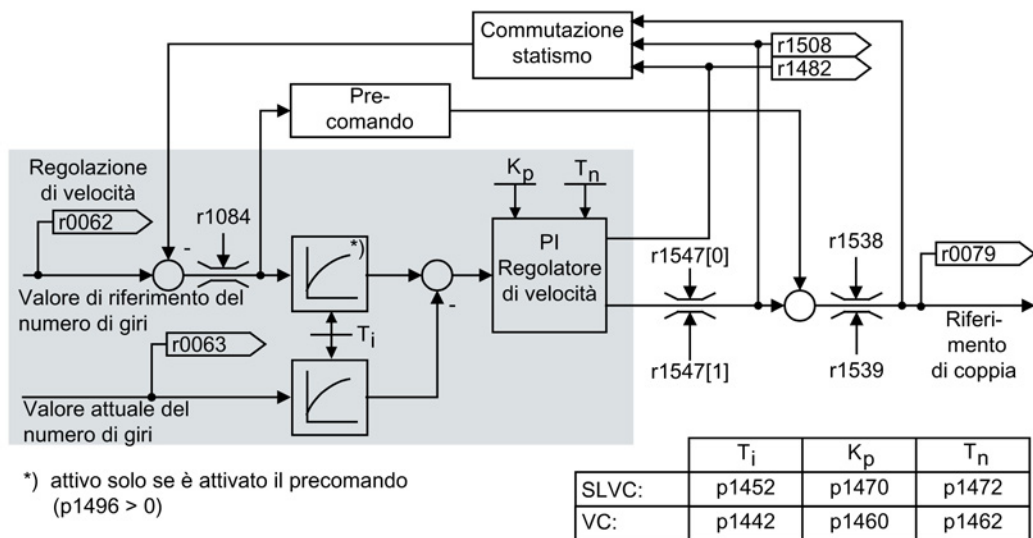 Commutazione
statismo
r1508
r1482
Pre-
comando
Regolazione
di velocità
r0062
r1084
Kp
Tn
*)
PI
Regolatore
di velocità
r1547[0]
r1538
r0079
-
-
Valore di riferimento del
numero di giri
r0063
Ti
r1547[1]
r1539
Riferi-
mento
di coppia
Valore attuale del
numero di giri
*) attivo solo se è attivato il precomando
(p1496 > 0)
Ti Kp Tn
SLVC: p1452 p1470 p1472
VC: p1442 p1460 p1462